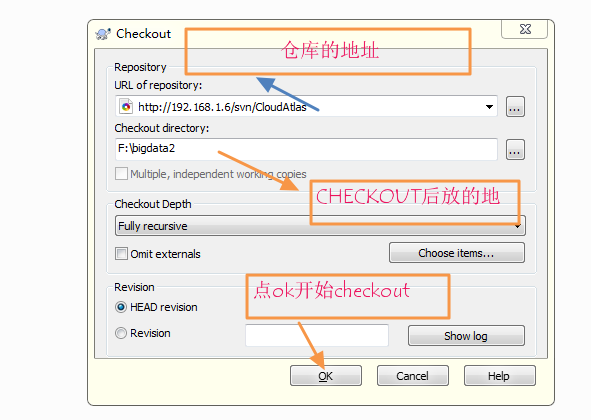 Checkout
仓库的地址
Repository
URL of repository:
http://192.168.1.6/svn/CloudAtlas
...
Checkout directory:
F:\bigdata2
...
Multiple, independent working copies
CHECKOUT后放的地
Checkout Depth
Fully recursive
Omit externals
Choose items...
Revision
点ok开始checkout
HEAD revision
Revision
Show log
OK
Cancel
Help